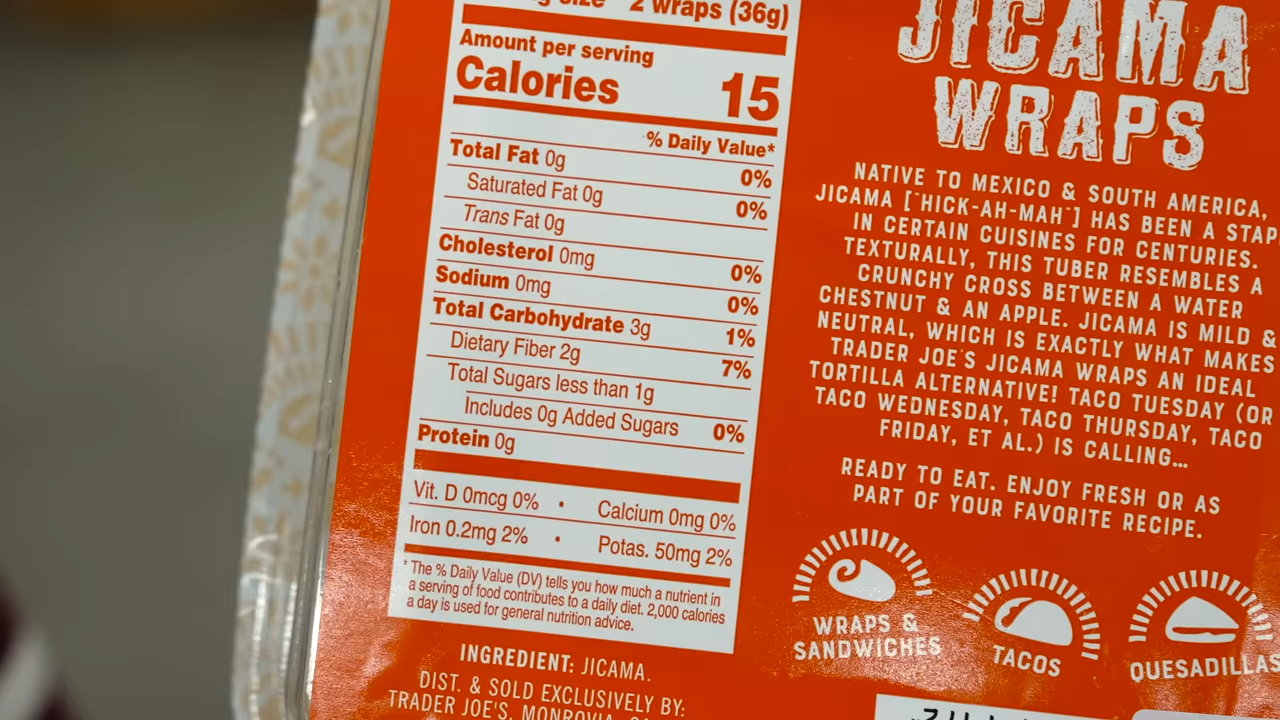 size 2 wraps (36g)
Amount per serving
Calories 15
% Daily Value*
Total Fat 0g 0%
Saturated Fat 0g 0%
Trans Fat 0g
Cholesterol 0mg 0%
Sodium 0mg 0%
Total Carbohydrate 3g 1%
Dietary Fiber 2g 7%
Total Sugars less than 1g
Includes 0g Added Sugars 0%
Protein 0g
Vit. D 0mcg 0% • Calcium 0mg 0%
Iron 0.2mg 2% • Potas. 50mg 2%
* The % Daily Value (DV) tells you how much a nutrient in
a serving of food contributes to a daily diet. 2,000 calories
a day is used for general nutrition advice.
INGREDIENT: JICAMA.
DIST. & SOLD EXCLUSIVELY BY:
TRADER JOE'S, MONROVIA, CA
JICAMA
WRAPS
NATIVE TO MEXICO & SOUTH AMERICA,
JICAMA ["HICK-AH-MAH"] HAS BEEN A STAP
IN CERTAIN CUISINES FOR CENTURIES.
TEXTURALLY, THIS TUBER RESEMBLES A
CRUNCHY CROSS BETWEEN A WATER
CHESTNUT & AN APPLE. JICAMA IS MILD &
NEUTRAL, WHICH IS EXACTLY WHAT MAKES
TRADER JOE'S JICAMA WRAPS AN IDEAL
TORTILLA ALTERNATIVE! TACO TUESDAY (OR
TACO WEDNESDAY, TACO THURSDAY, TACO
FRIDAY, ET AL.) IS CALLING...
READY TO EAT. ENJOY FRESH OR AS
PART OF YOUR FAVORITE RECIPE.
WRAPS &
SANDWICHES
TACOS
QUESADILLAS